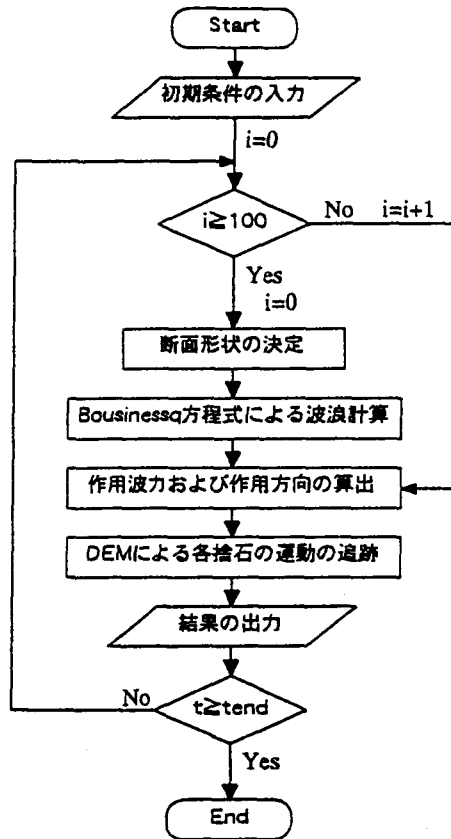 Start
初期条件の入力
i=0
i≧100
No i=i+1
Yes
i=0
断面形状の決定
Bousinessq方程式による波浪計算
作用波力および作用方向の算出
DEMによる各捨石の運動の追跡
結果の出力
No
t≧tend
Yes
End